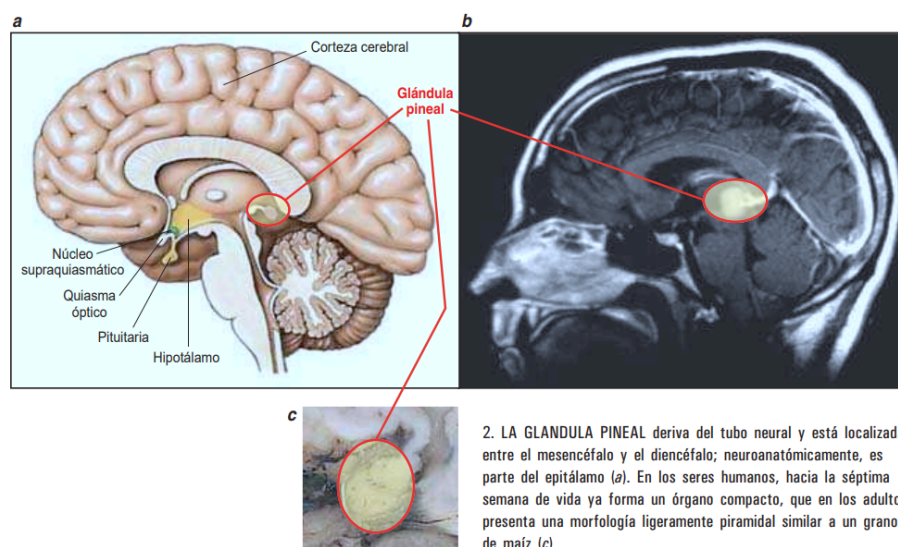 a
b
Corteza cerebral
Glándula
pineal
Núcleo
supraquiasmático
Quiasma
óptico
Pituitaria
Hipotálamo
c
2. LA GLANDULA PINEAL deriva del tubo neural y está localizad
entre el mesencéfalo y el diencéfalo; neuroanatómicamente, es
parte del epitálamo (a). En los seres humanos, hacia la séptima
semana de vida ya forma un órgano compacto, que en los adulto
presenta una morfología ligeramente piramidal similar a un grano
de maíz (c)